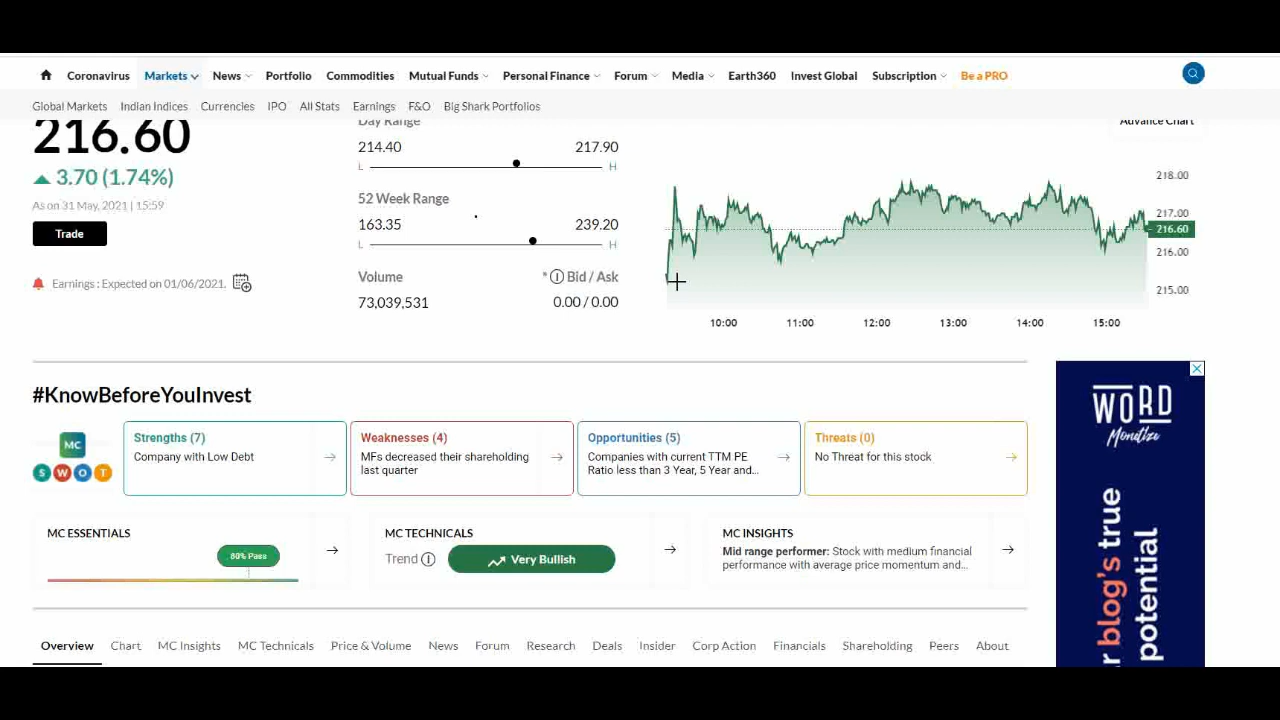 Coronavirus Markets News Portfolio Commodities Mutual Funds Personal Finance Forum Media Earth360 Invest Global Subscription Be a PRO
Global Markets Indian Indices Currencies IPO All Stats Earnings F&O Big Shark Portfolios
216.60
3.70 (1.74%)
As on 31 May, 2021 | 15:59
Trade
Earnings : Expected on 01/06/2021.
Day Range
214.40 217.90
L H
52 Week Range
163.35 239.20
L H
Volume * Bid / Ask
73,039,531 0.00 / 0.00
Advance Chart
218.00
217.00
216.60
216.00
215.00
10:00 11:00 12:00 13:00 14:00 15:00
#KnowBeforeYouInvest
MC
S W O T
Strengths (7)
Company with Low Debt
Weaknesses (4)
MFs decreased their shareholding
last quarter
Opportunities (5)
Companies with current TTM PE
Ratio less than 3 Year, 5 Year and...
Threats (0)
No Threat for this stock
MC ESSENTIALS
80% Pass
MC TECHNICALS
Trend Very Bullish
MC INSIGHTS
Mid range performer: Stock with medium financial
performance with average price momentum and...
Overview Chart MC Insights MC Technicals Price & Volume News Forum Research Deals Insider Corp Action Financials Shareholding Peers About
WORD
Monetize
r blog's true
potential